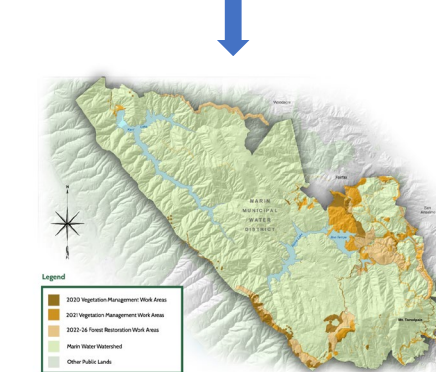 Fairfax
MARIN
MUNICIPAL
WATER
DISTRICT
Mt. Tamalpais
N
S
Legend
2020 Vegetation Management Work Areas
2021 Vegetation Management Work Areas
2022-26 Forest Restoration Work Areas
Marin Water Watershed
Other Public Lands